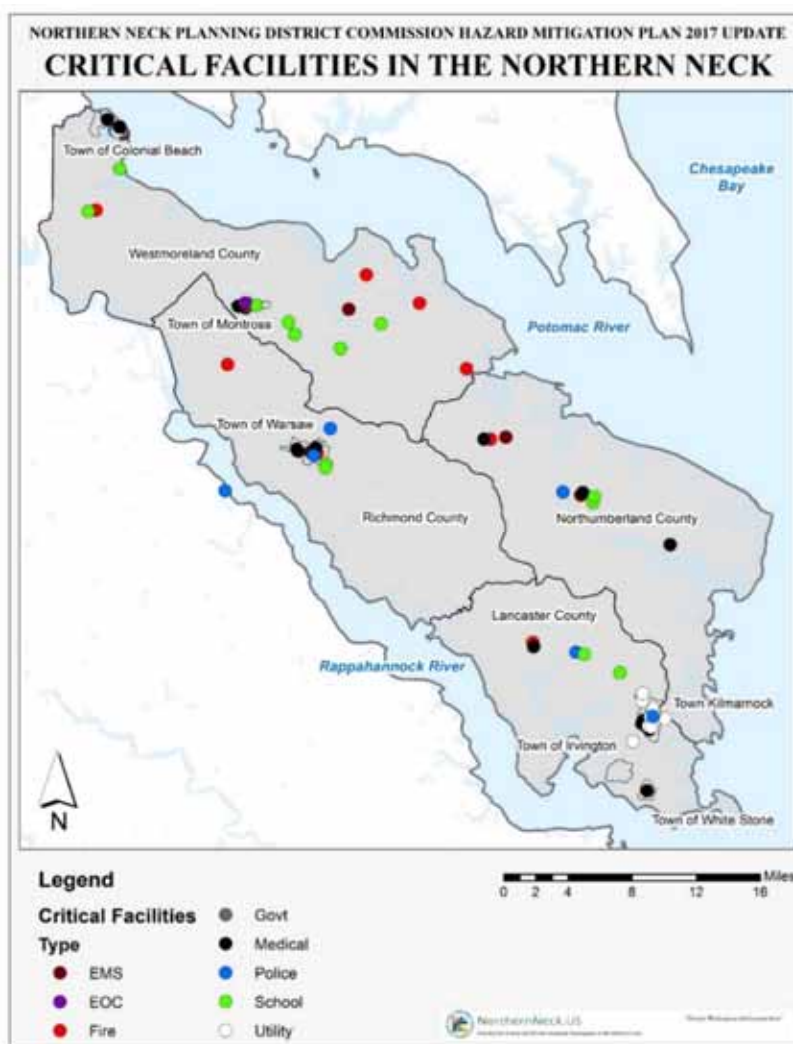 NORTHERN NECK PLANNING DISTRICT COMMISSION HAZARD MITIGATION PLAN 2017 UPDATE
CRITICAL FACILITIES IN THE NORTHERN NECK
Town of Colonial Beach
Chesapeake
Bay
Westmoreland County
Town of Montross
Potomac River
Town of Warsaw
Richmond County
Northumberland County
Lancaster County
Rappahannock River
Town Kilmarnock
Town of Irvington
Town of White Stone
N
Legend
Miles
0 2 4 8 12 16
Critical Facilities
Type
EMS
EOC
Fire
Govt
Medical
Police
School
Utility
NorthernNeck.US